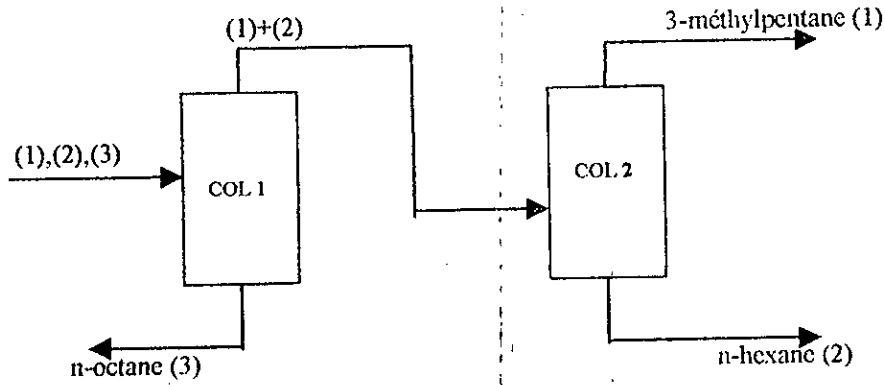 (1)+(2)
3-méthylpentane (1)
(1),(2),(3)
COL 1
COL 2
n-octane (3)
n-hexane (2)